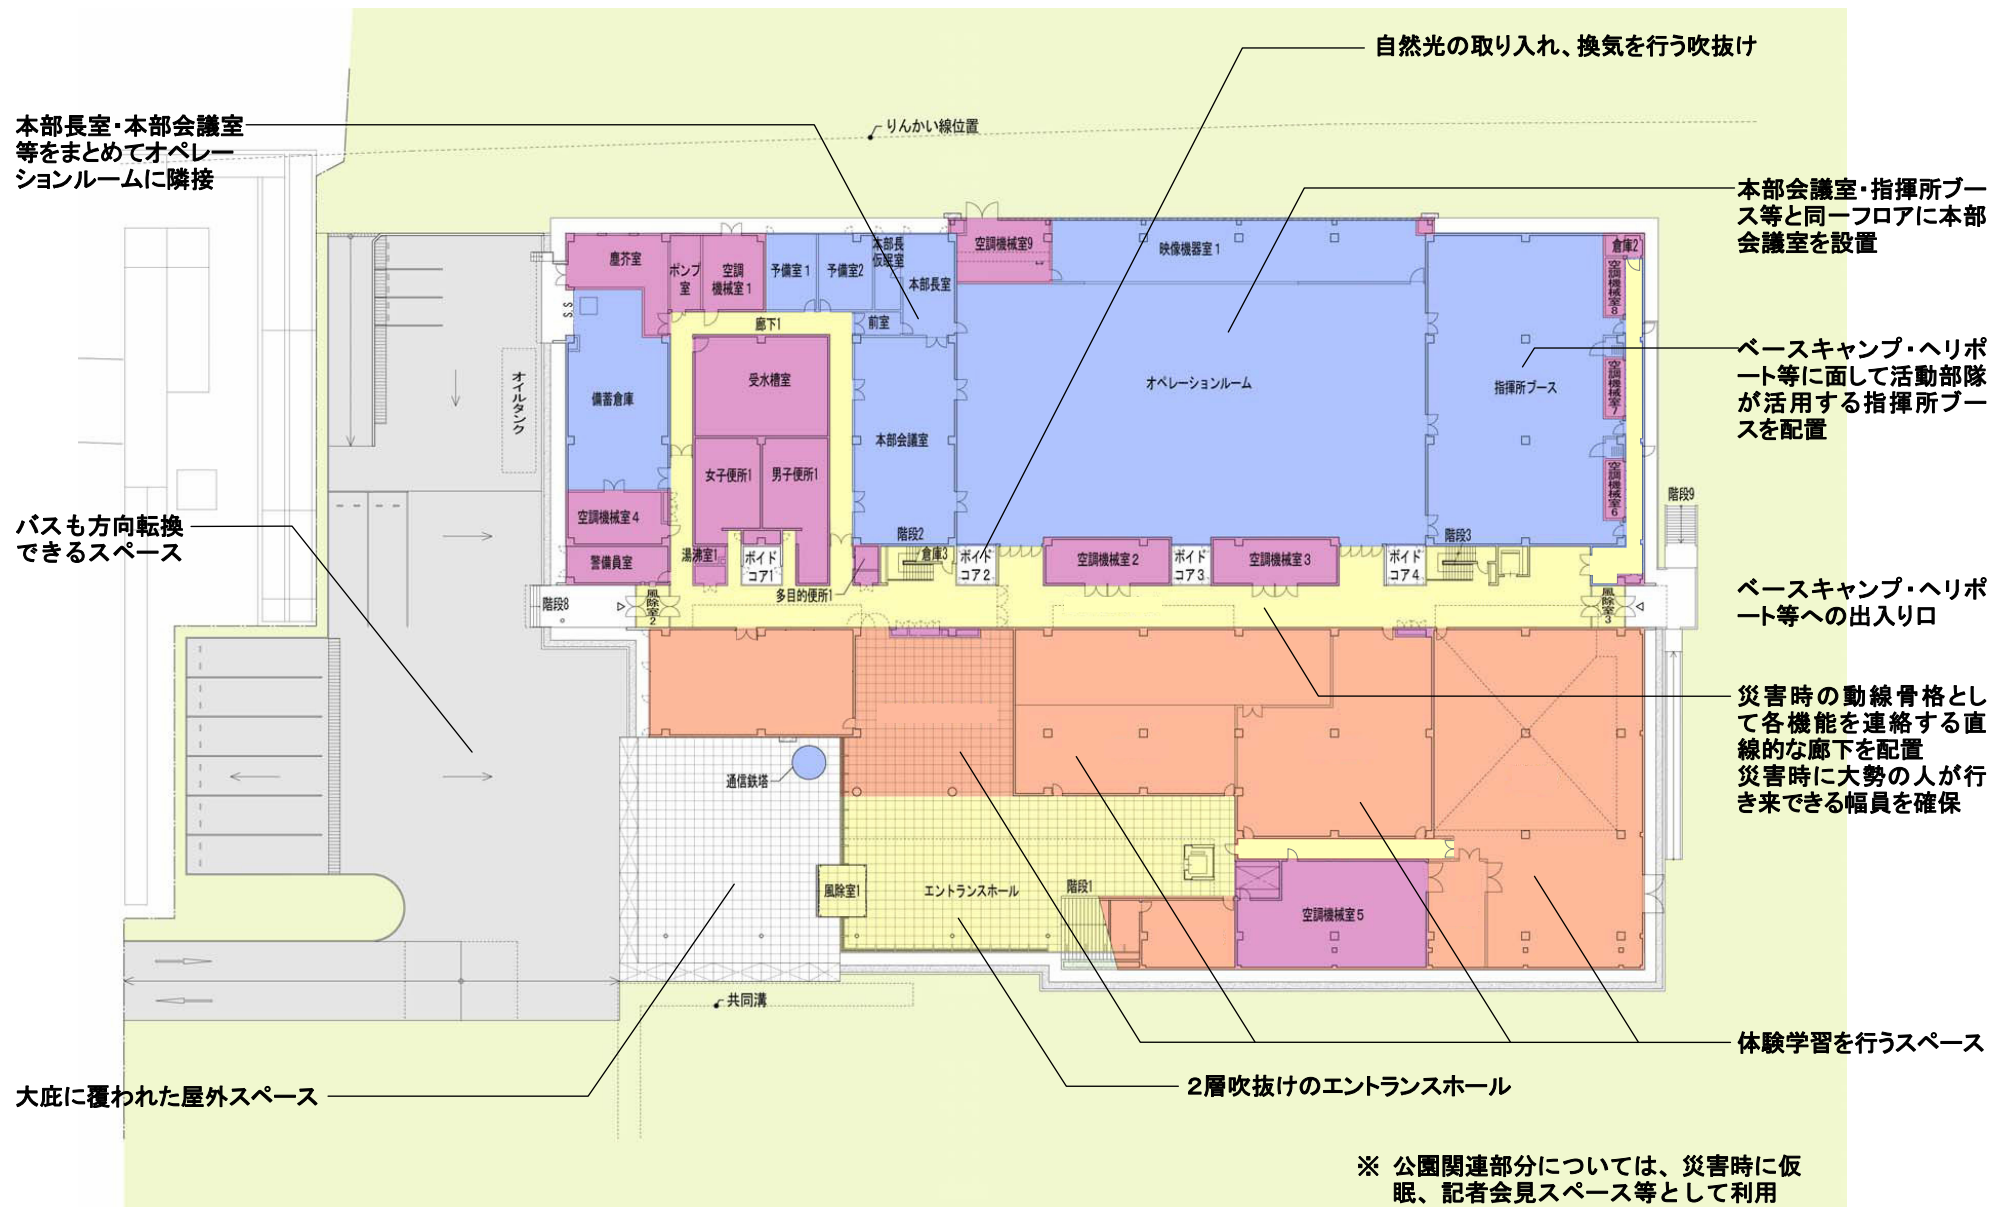 自然光の取り入れ、換気を行う吹抜け
本部長室・本部会議室
等をまとめてオペレー
ションルームに隣接
りんかい線位置
本部会議室・指揮所ブー
ス等と同一フロアに本部
会議室を設置
塵芥室
ポンプ
室
空調
機械室1
予備室1
予備室2
本部長
仮眠室
本部長室
空調機械室9
映像機器室1
倉庫2
空調機械室8
S.S
廊下1
前室
オイルタンク
備蓄倉庫
受水槽室
オペレーションルーム
指揮所ブース
空調機械室7
ベースキャンプ・ヘリポ
ート等に面して活動部隊
が活用する指揮所ブー
スを配置
本部会議室
女子便所1
男子便所1
空調機械室6
階段9
バスも方向転換
できるスペース
空調機械室4
警備員室
湯沸室1
ボイド
コア1
階段2
倉庫3
ボイド
コア2
空調機械室2
ボイド
コア3
空調機械室3
ボイド
コア4
階段3
多目的便所1
階段8
風除室2
風除室3
ベースキャンプ・ヘリポ
ート等への出入り口
災害時の動線骨格とし
て各機能を連絡する直
線的な廊下を配置
災害時に大勢の人が行
き来できる幅員を確保
通信鉄塔
風除室1
エントランスホール
階段1
空調機械室5
共同溝
体験学習を行うスペース
大庇に覆われた屋外スペース
2層吹抜けのエントランスホール
※ 公園関連部分については、災害時に仮
眠、記者会見スペース等として利用